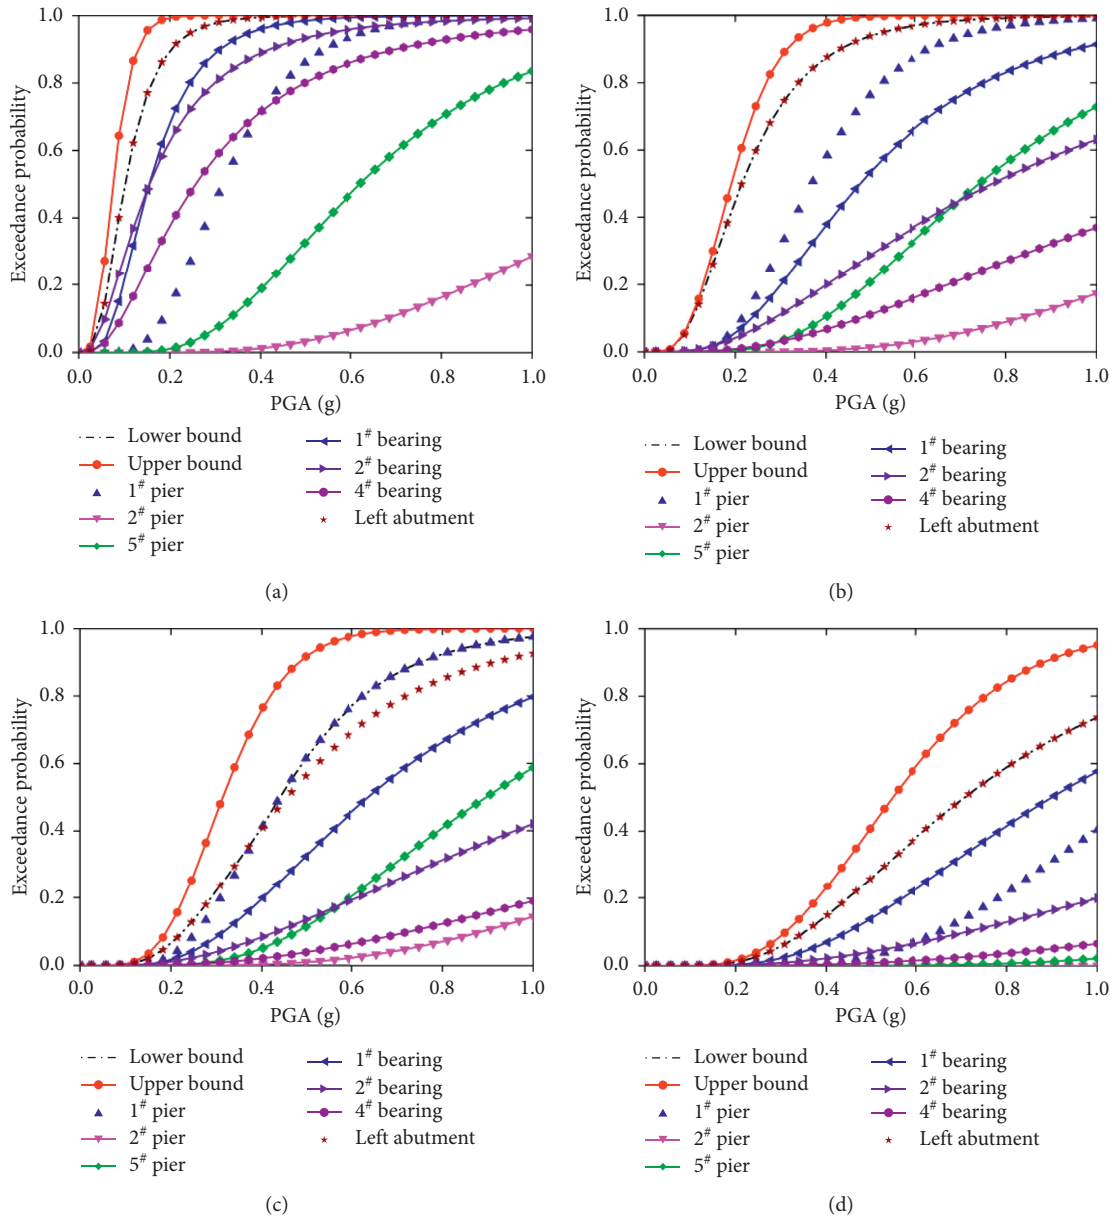 1.0
0.8
0.6
0.4
0.2
0.0
Exceedance probability
0.0 0.2 0.4 0.6 0.8 1.0
PGA (g)
Lower bound
Upper bound
1# pier
2# pier
5# pier
1# bearing
2# bearing
4# bearing
Left abutment
(a)
1.0
0.8
0.6
0.4
0.2
0.0
Exceedance probability
0.0 0.2 0.4 0.6 0.8 1.0
PGA (g)
Lower bound
Upper bound
1# pier
2# pier
5# pier
1# bearing
2# bearing
4# bearing
Left abutment
(b)
1.0
0.8
0.6
0.4
0.2
0.0
Exceedance probability
0.0 0.2 0.4 0.6 0.8 1.0
PGA (g)
Lower bound
Upper bound
1# pier
2# pier
5# pier
1# bearing
2# bearing
4# bearing
Left abutment
(c)
1.0
0.8
0.6
0.4
0.2
0.0
Exceedance probability
0.0 0.2 0.4 0.6 0.8 1.0
PGA (g)
Lower bound
Upper bound
1# pier
2# pier
5# pier
1# bearing
2# bearing
4# bearing
Left abutment
(d)